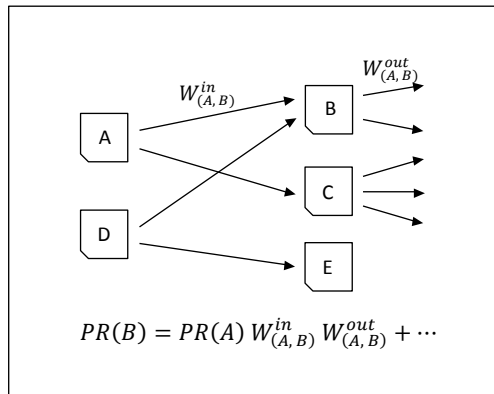 W^{in}_{(A, B)}
W^{out}_{(A, B)}
A
B
C
D
E
PR(B) = PR(A) W^{in}_{(A, B)} W^{out}_{(A, B)} + ⋯